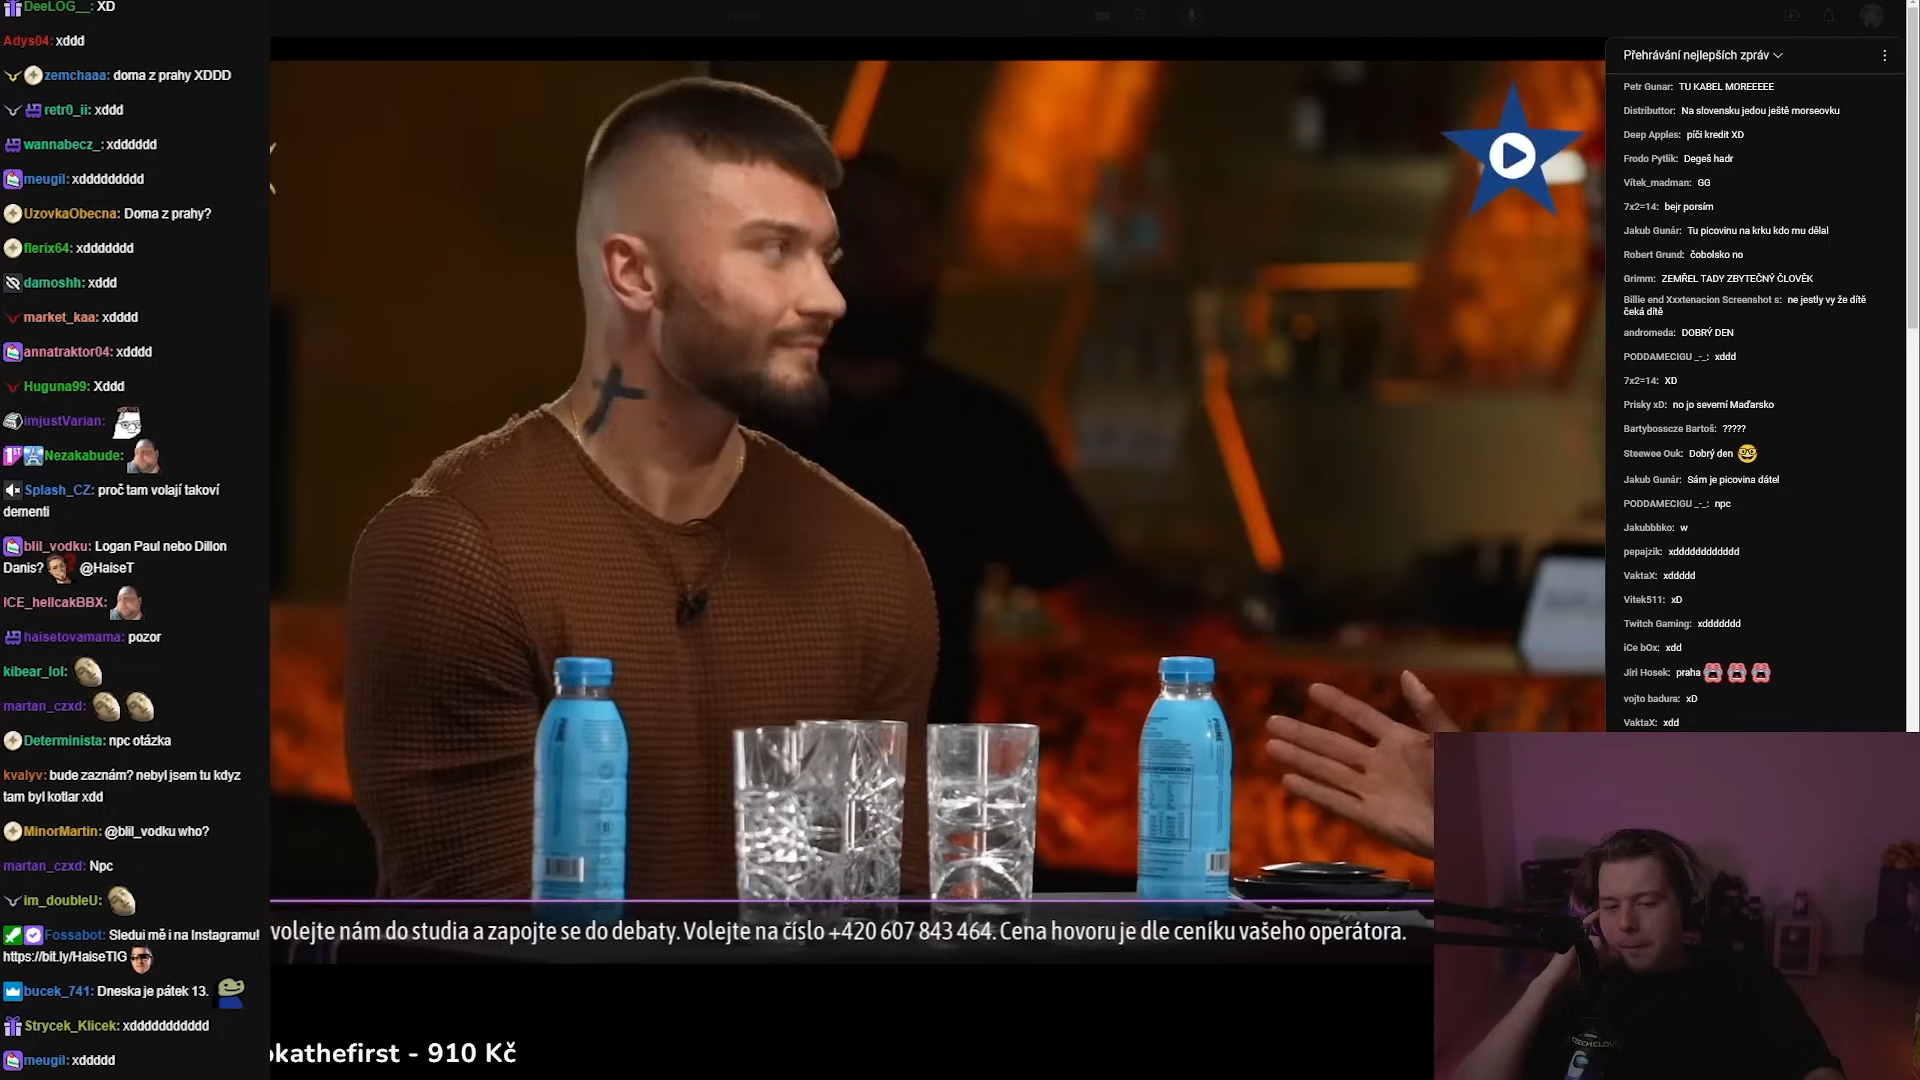 DeeLOG__: XD
Adys04: xddd
zemchaaa: doma z prahy XDDD
retr0_ii: xddd
wannabecz_: xdddddd
meugil: xddddddddd
UzovkaObecna: Doma z prahy?
flerix64: xddddddd
damoshh: xddd
market_kaa: xdddd
annatraktor04: xdddd
Huguna99: Xddd
imjustVarian:
1ST Nezakabude:
Splash_CZ: proč tam volají takoví
dementi
blil_vodku: Logan Paul nebo Dillon
Danis? @HaiseT
ICE_hellcakBBX:
haisetovamama: pozor
kibear_lol:
martan_czxd:
Determinista: npc otázka
kvalyv: bude zaznám? nebyl jsem tu kdyz
tam byl kotlar xdd
MinorMartin: @blil_vodku who?
martan_czxd: Npc
im_doubleU:
Fossabot: Sleduj mě i na Instagramu!
https://bit.ly/HaiseTIG
bucek_741: Dneska je pátek 13.
Strycek_Klicek: xddddddddddd
meugil: xddddd
volejte nám do studia a zapojte se do debaty. Volejte na číslo +420 607 843 464. Cena hovoru je dle ceníku vašeho operátora.
okathefirst - 910 Kč
Přehrávání nejlepších zpráv
Petr Gunar: TU KABEL MOREEEEE
Distributtor: Na slovensku jedou ještě morseovku
Deep Apples: píči kredit XD
Frodo Pytlík: Degeš hadr
Vítek_madman: GG
7x2=14: bejr porsím
Jakub Gunár: Tu picovinu na krku kdo mu dělal
Robert Grund: čobolsko no
Grimm: ZEMŘEL TADY ZBYTEČNÝ ČLOVĚK
Billie end Xxxtenacion Screenshot s: ne jestly vy že dítě
čeká dítě
andromeda: DOBRÝ DEN
PODDAMECIGU _-_: xddd
7x2=14: XD
Prisky xD: no jo severní Maďarsko
Bartybosscze Bartoš: ?????
Steewee Ouk: Dobrý den
Jakub Gunár: Sám je picovina dátel
PODDAMECIGU _-_: npc
Jakubbbko: w
pepajzik: xdddddddddddd
VaktaX: xddddd
Vitek511: xD
Twitch Gaming: xddddddd
iCe bOx: xdd
Jiri Hosek: praha
vojto badura: xD
VaktaX: xdd